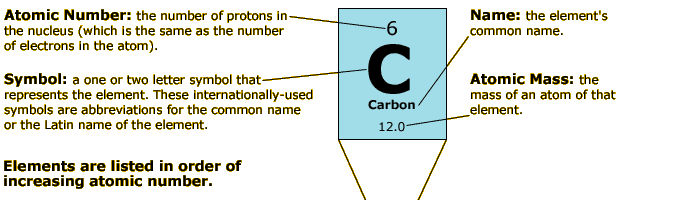 Atomic Number: the number of protons in
the nucleus (which is the same as the number
of electrons in the atom).
Symbol: a one or two letter symbol that
represents the element. These internationally-used
symbols are abbreviations for the common name
or the Latin name of the element.
Elements are listed in order of
increasing atomic number.
6
C
Carbon
12.0
Name: the element's
common name.
Atomic Mass: the
mass of an atom of that
element.